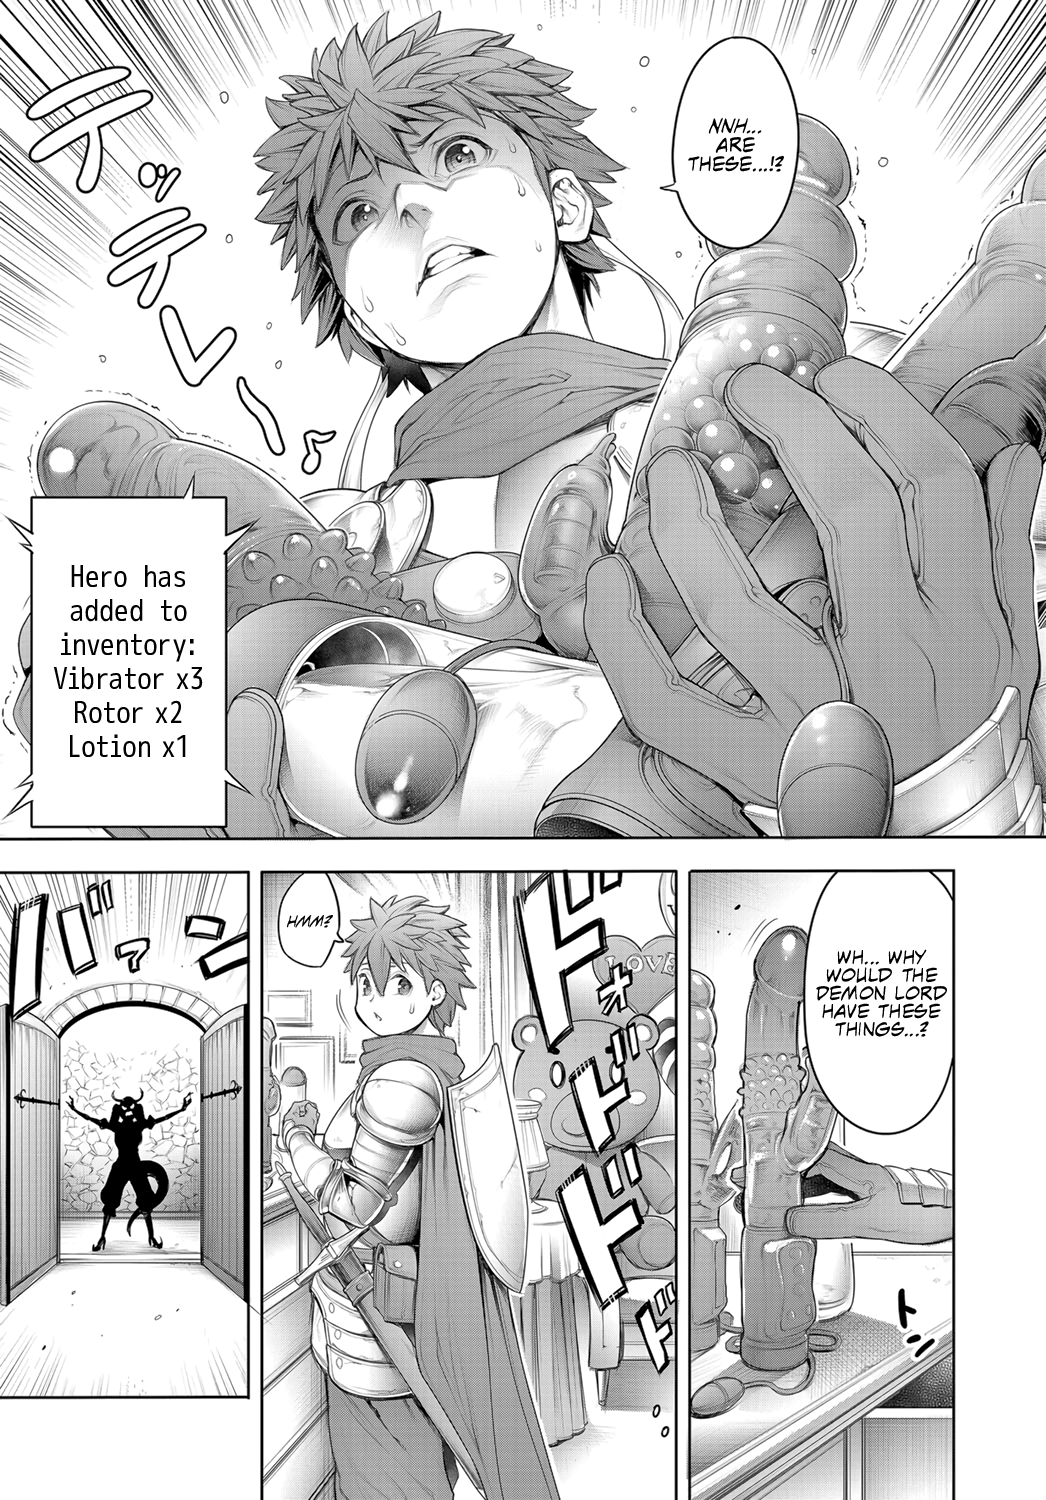 NNH...
ARE
THESE...!?
テッテレー♪
Hero has
added to
inventory:
Vibrator x3
Rotor x2
Lotion x1
WH... WHY
WOULD THE
DEMON LORD
HAVE THESE
THINGS...?
トン
HMM?
LOVE
ドォドドドド
バァン